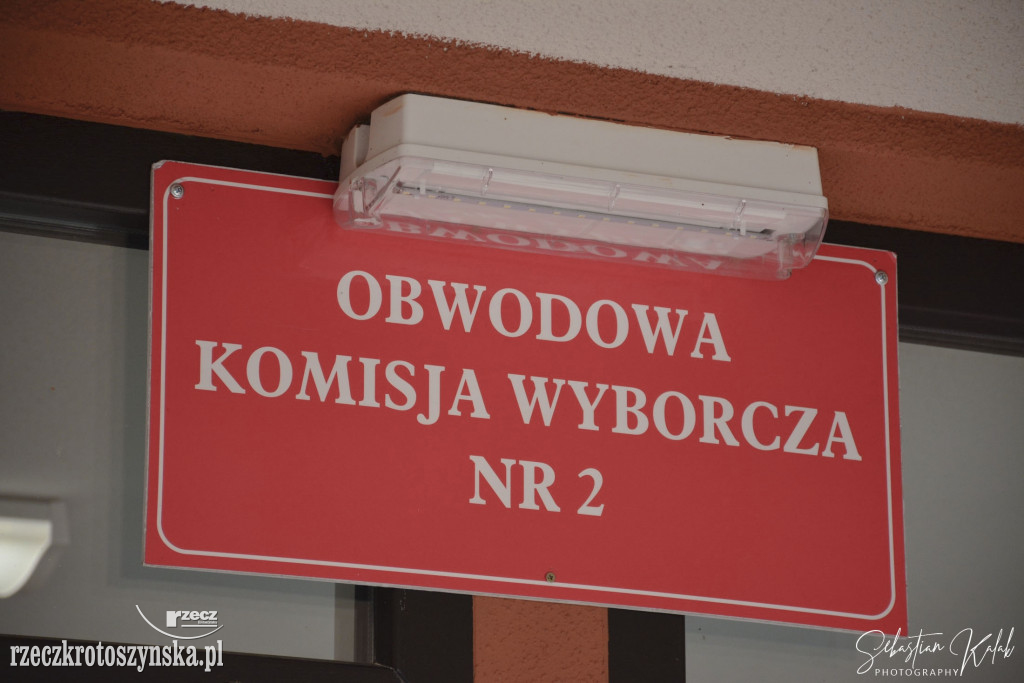 OBWODOWA
KOMISJA WYBORCZA
NR 2
rzecz
rzeczkrotoszynska.pl
Sebastian Kalak
PHOTOGRAPHY